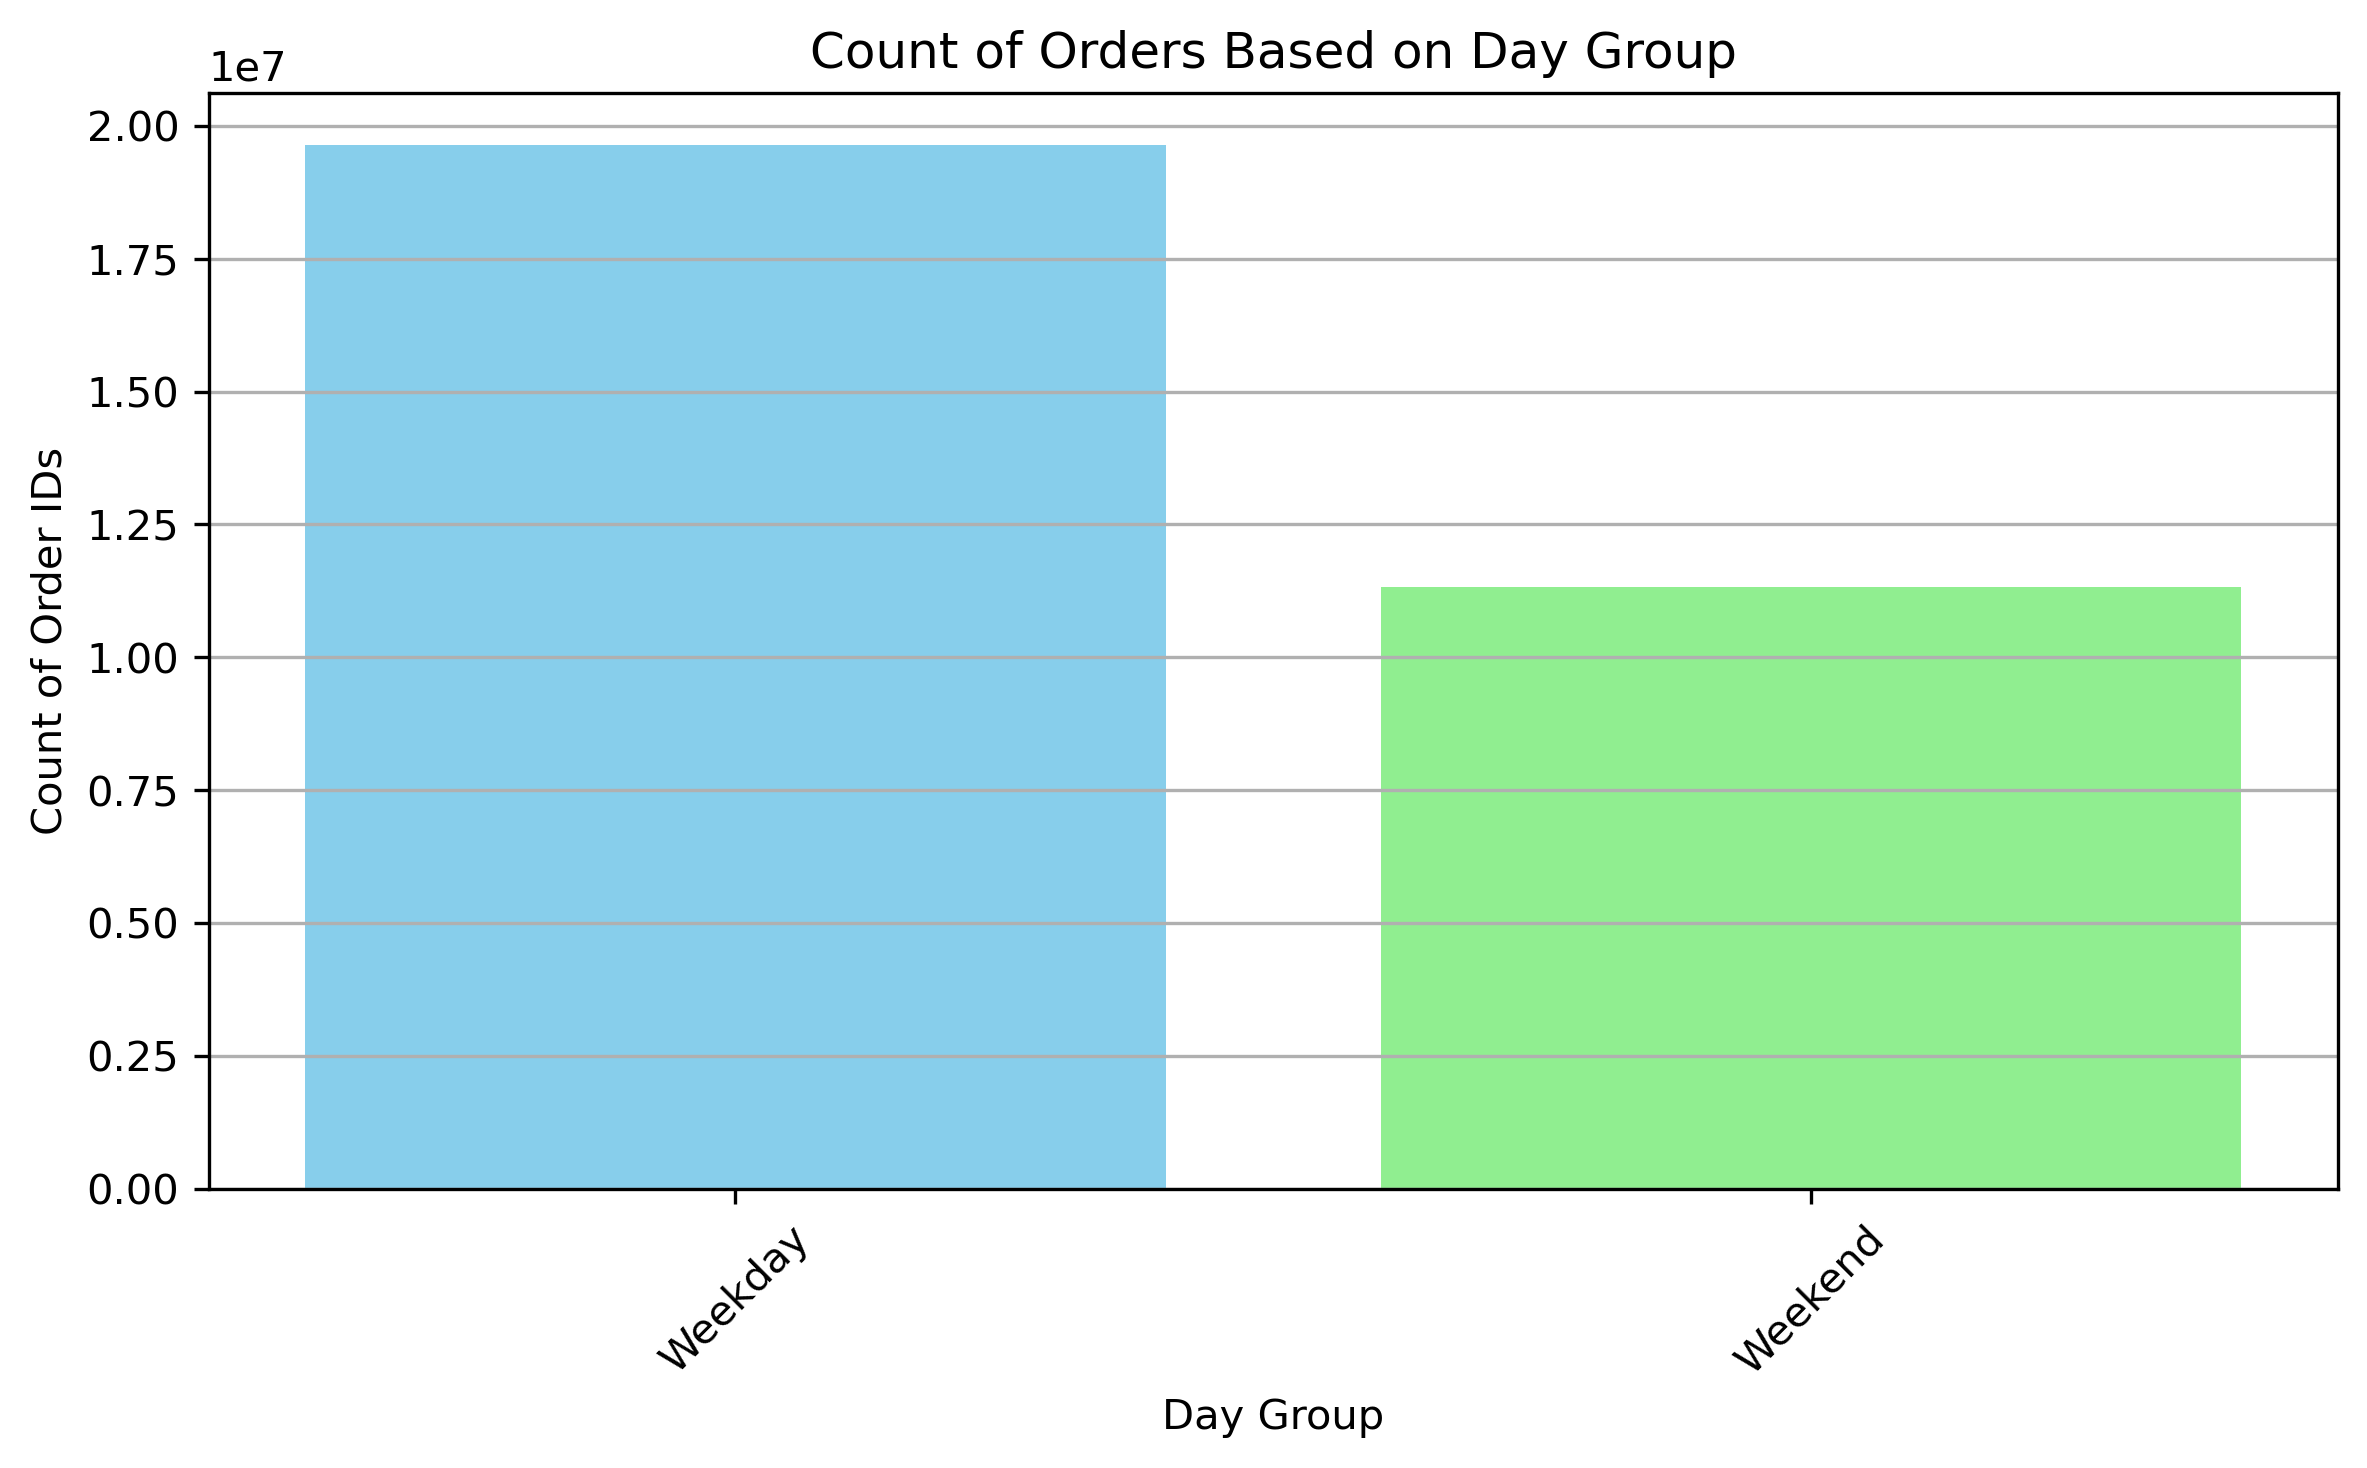 Count of Orders Based on Day Group
1e7
2.00
1.75
1.50
1.25
1.00
0.75
0.50
0.25
0.00
Count of Order IDs
Weekday
Weekend
Day Group